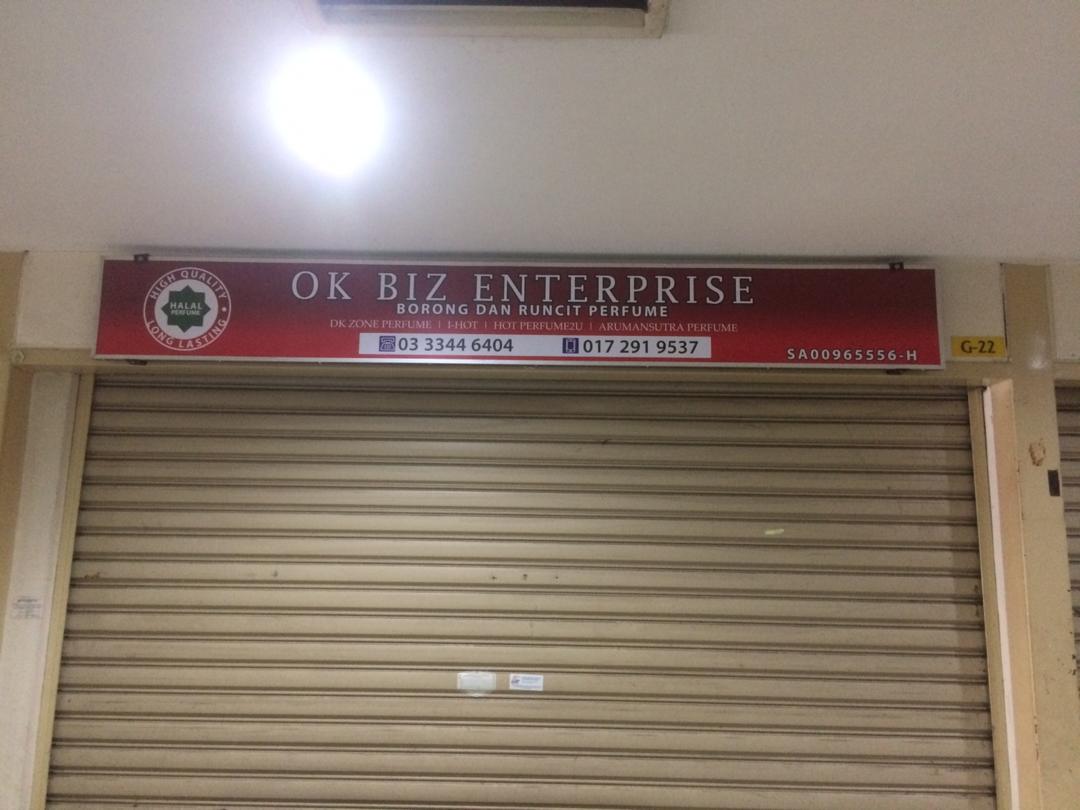 HIGH QUALITY
HALAL
PERFUME
LONG LASTING
OK BIZ ENTERPRISE
BORONG DAN RUNCIT PERFUME
DK ZONE PERFUME | I-HOT | HOT PERFUME2U | ARUMANSUTRA PERFUME
03 3344 6404 017 291 9537
SA00965556-H
G-22